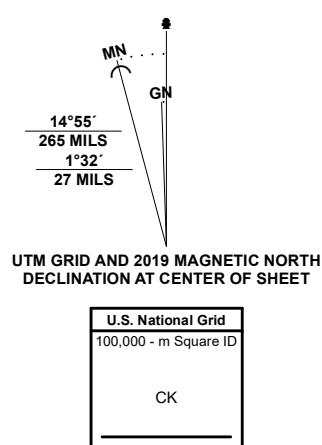 MN
GN
14°55´
265 MILS
1°32´
27 MILS
UTM GRID AND 2019 MAGNETIC NORTH
DECLINATION AT CENTER OF SHEET
U.S. National Grid
100,000 - m Square ID
CK